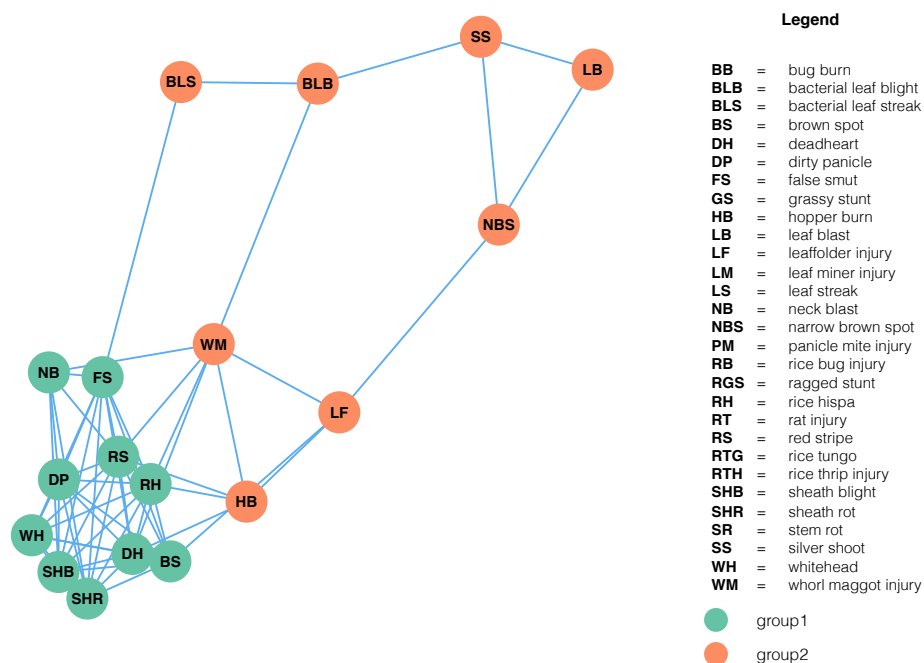 Legend
SS
LB
BLS
BLB
NBS
WM
NB
FS
LF
RS
DP
RH
HB
WH
DH
BS
SHB
SHR
BB = bug burn
BLB = bacterial leaf blight
BLS = bacterial leaf streak
BS = brown spot
DH = deadheart
DP = dirty panicle
FS = false smut
GS = grassy stunt
HB = hopper burn
LB = leaf blast
LF = leaffolder injury
LM = leaf miner injury
LS = leaf streak
NB = neck blast
NBS = narrow brown spot
PM = panicle mite injury
RB = rice bug injury
RGS = ragged stunt
RH = rice hispa
RT = rat injury
RS = red stripe
RTG = rice tungo
RTH = rice thrip injury
SHB = sheath blight
SHR = sheath rot
SR = stem rot
SS = silver shoot
WH = whitehead
WM = whorl maggot injury
group1
group2